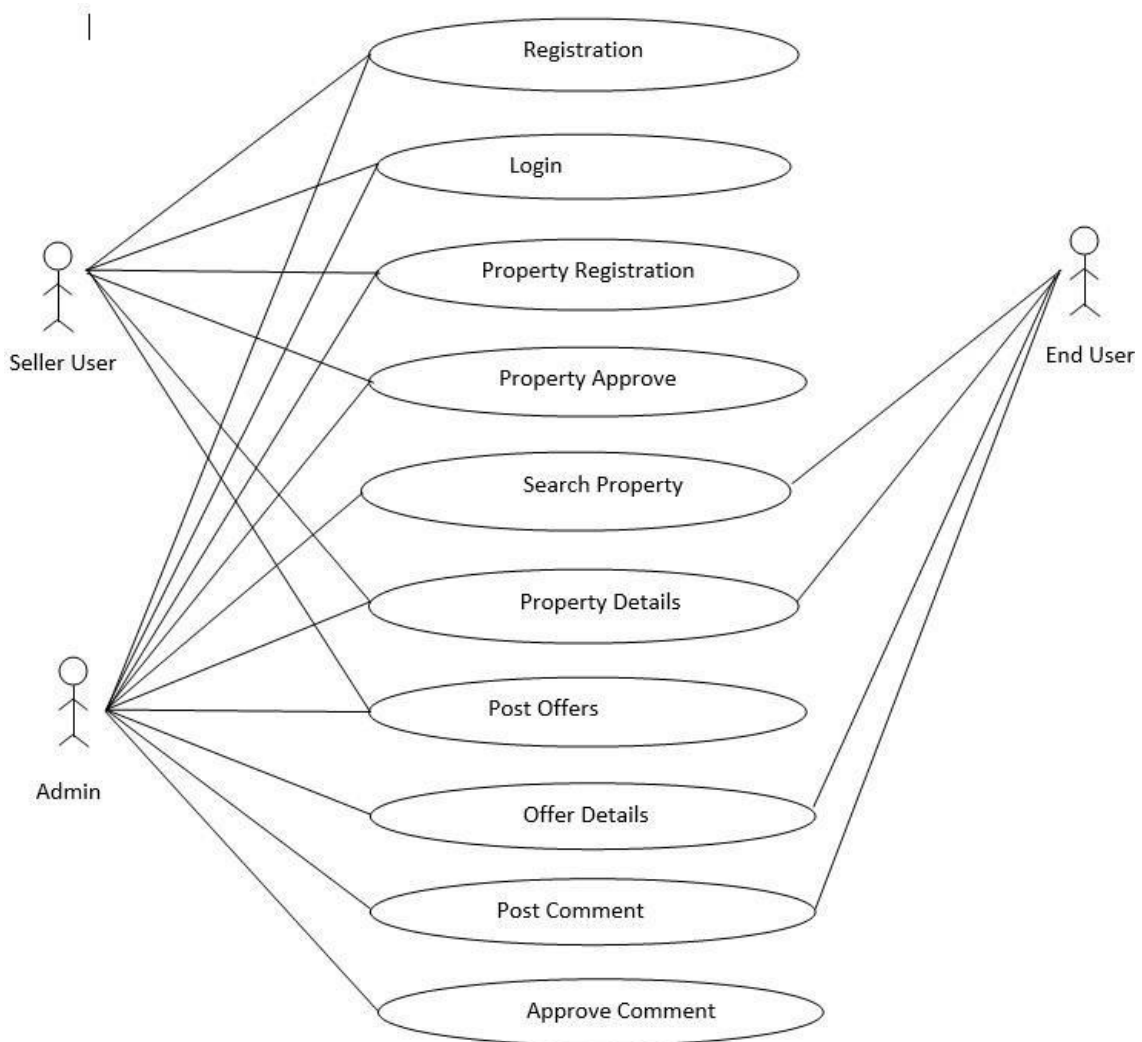 Registration
Login
Property Registration
Seller User
End User
Property Approve
Search Property
Property Details
Post Offers
Admin
Offer Details
Post Comment
Approve Comment